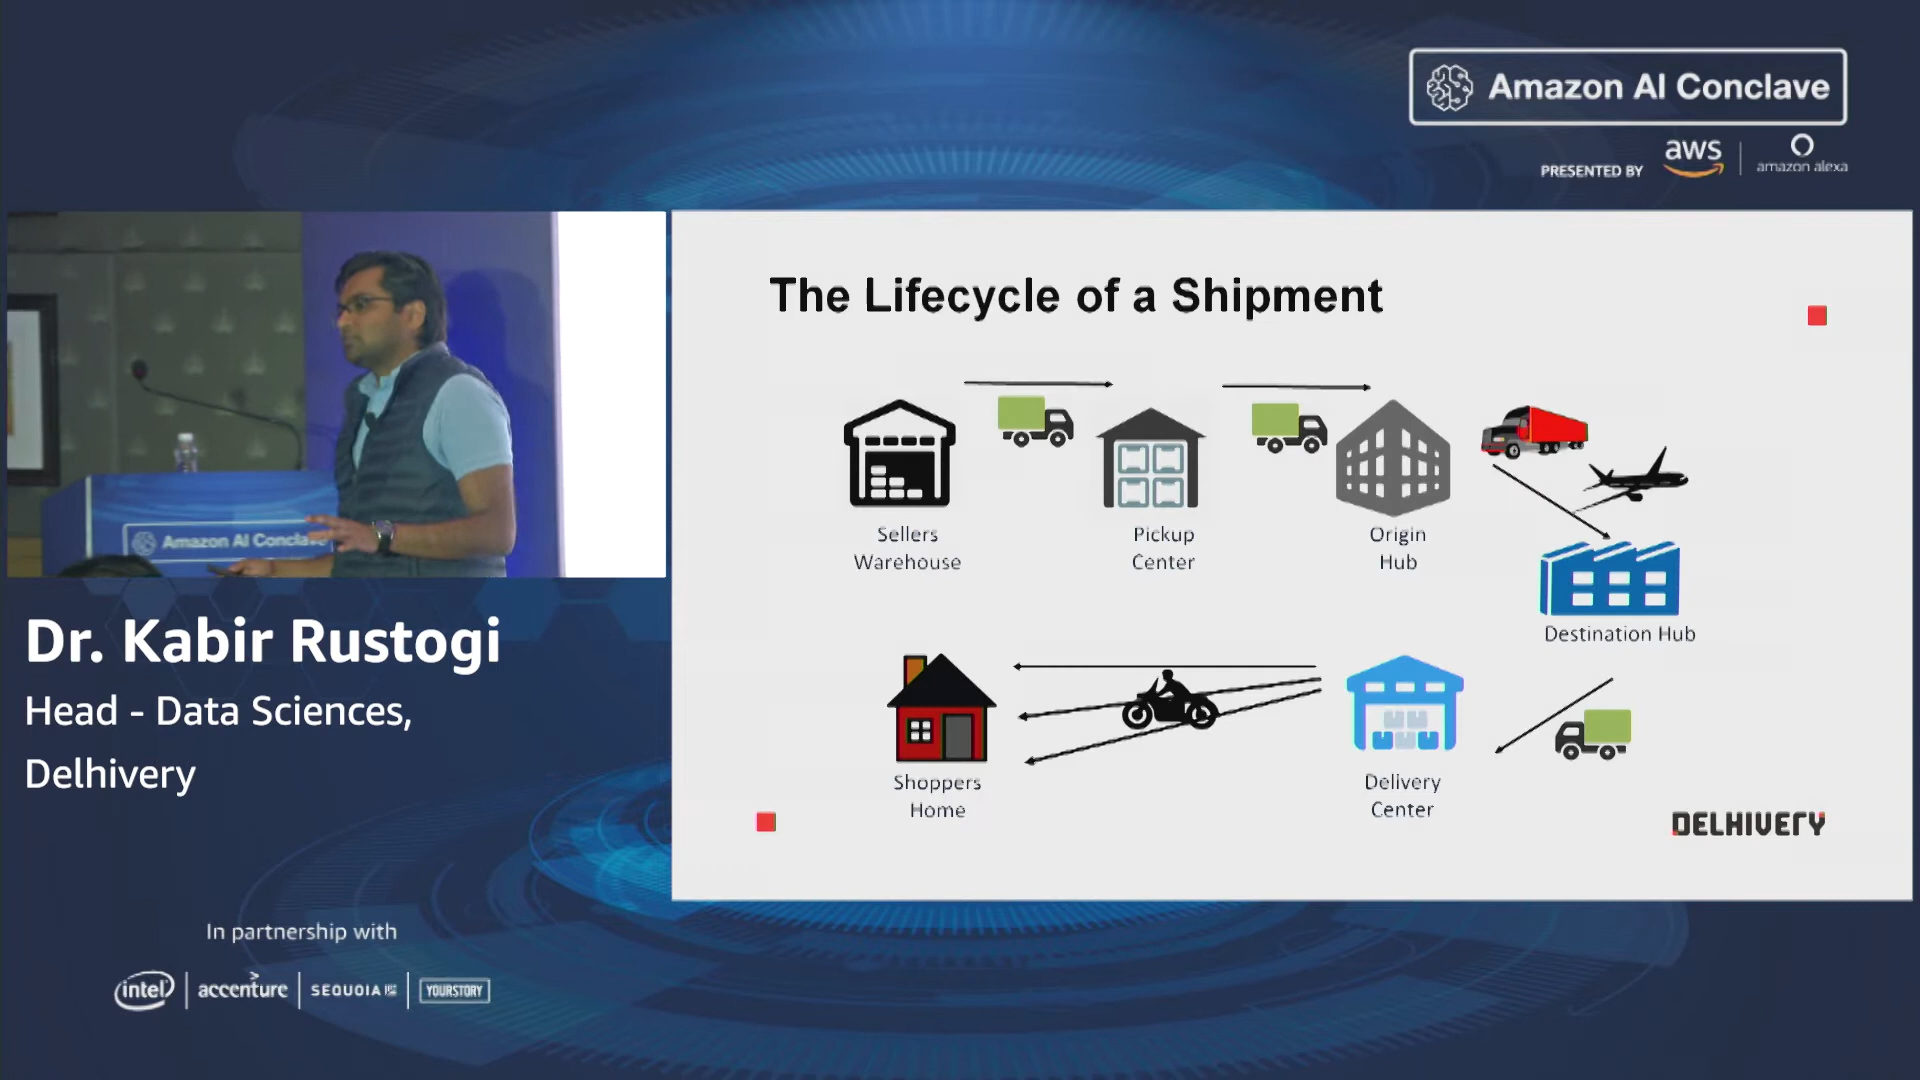 Amazon AI Conclave
PRESENTED BY
aws
amazon alexa
The Lifecycle of a Shipment
Sellers
Warehouse
Pickup
Center
Origin
Hub
Destination Hub
Shoppers
Home
Delivery
Center
DELHIVERY
Amazon AI Conclave
Dr. Kabir Rustogi
Head - Data Sciences,
Delhivery
In partnership with
intel
accenture
SEQUOIA
YOURSTORY